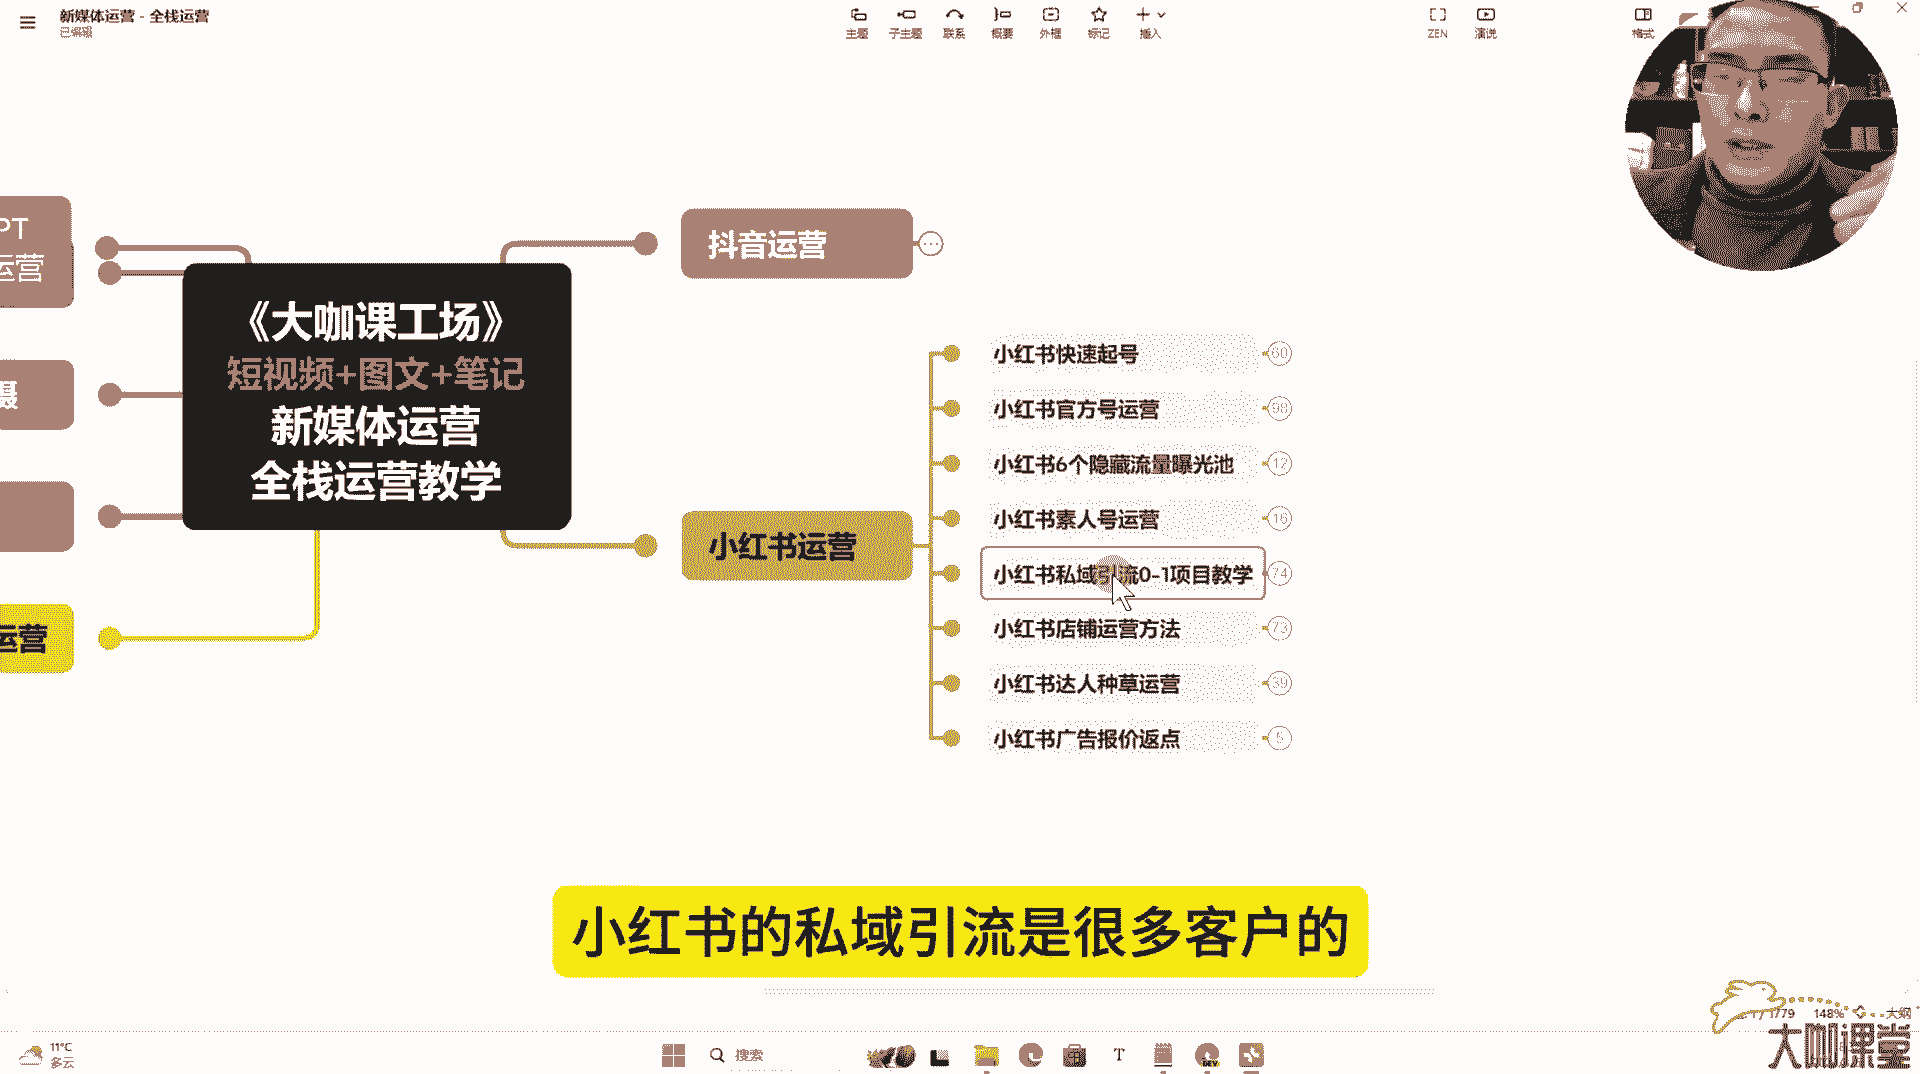 新媒体运营 - 全栈运营
已编辑
主题
子主题
联系
概要
外框
标记
插入
ZEN
演说
格式
PT
运营
摄
运营
《大咖课工场》
短视频+图文+笔记
新媒体运营
全栈运营教学
抖音运营
小红书运营
小红书快速起号
60
小红书官方号运营
98
小红书6个隐藏流量曝光池
12
小红书素人号运营
16
小红书私域引流0-1项目教学
74
小红书店铺运营方法
73
小红书达人种草运营
39
小红书广告报价返点
5
小红书的私域引流是很多客户的
148%
大纲
大咖课堂
11°C
多云
搜索
T
DEV